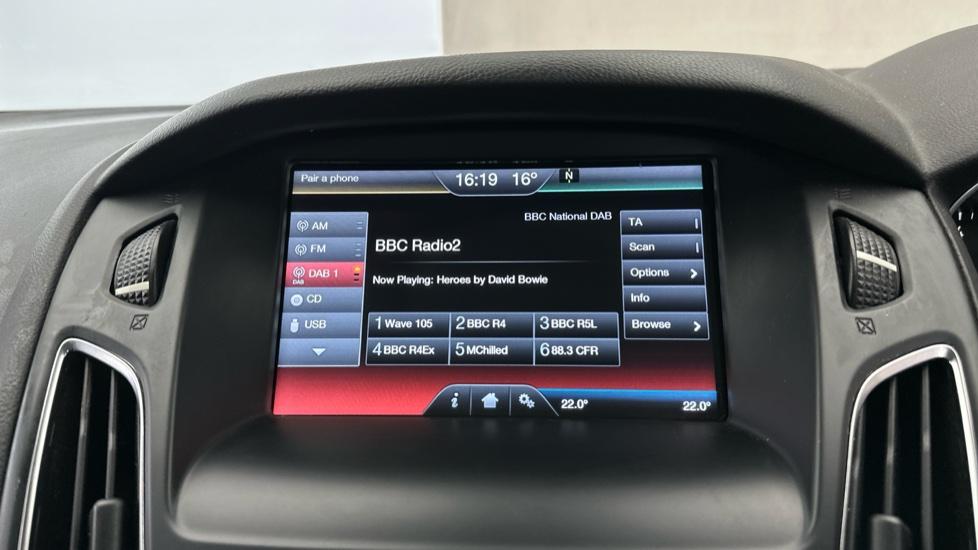 Pair a phone
16:19 16° N
BBC National DAB
AM
FM
DAB 1
DAB
CD
USB
BBC Radio2
Now Playing: Heroes by David Bowie
TA
Scan
Options
Info
Browse
1 Wave 105
2 BBC R4
3 BBC R5L
4 BBC R4Ex
5 MChilled
6 88.3 CFR
i
22.0°
22.0°